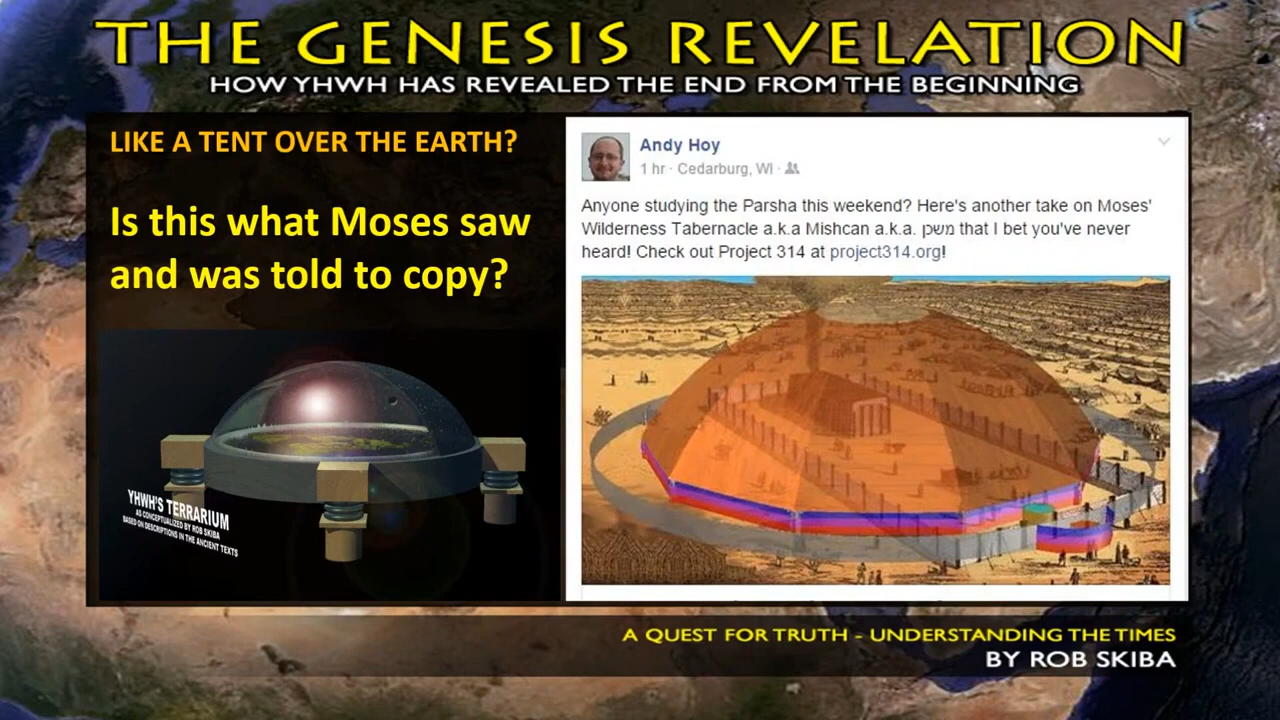 THE GENESIS REVELATION
HOW YHWH HAS REVEALED THE END FROM THE BEGINNING
LIKE A TENT OVER THE EARTH?
Is this what Moses saw
and was told to copy?
YHWH'S TERRARIUM
AS CONCEPTUALIZED BY ROB SKIBA
BASED ON DESCRIPTIONS IN THE ANCIENT TEXTS
Andy Hoy
1 hr · Cedarburg, WI ·
Anyone studying the Parsha this weekend? Here's another take on Moses'
Wilderness Tabernacle a.k.a Mishcan a.k.a. משק that I bet you've never
heard! Check out Project 314 at project314.org!
A QUEST FOR TRUTH - UNDERSTANDING THE TIMES
BY ROB SKIBA